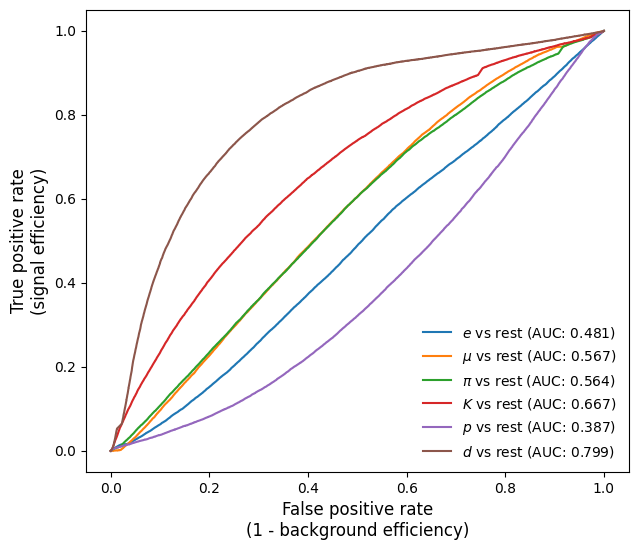 True positive rate
(signal efficiency)
1.0
0.8
0.6
0.4
0.2
0.0
e vs rest (AUC: 0.481)
μ vs rest (AUC: 0.567)
π vs rest (AUC: 0.564)
K vs rest (AUC: 0.667)
p vs rest (AUC: 0.387)
d vs rest (AUC: 0.799)
0.0 0.2 0.4 0.6 0.8 1.0
False positive rate
(1 - background efficiency)